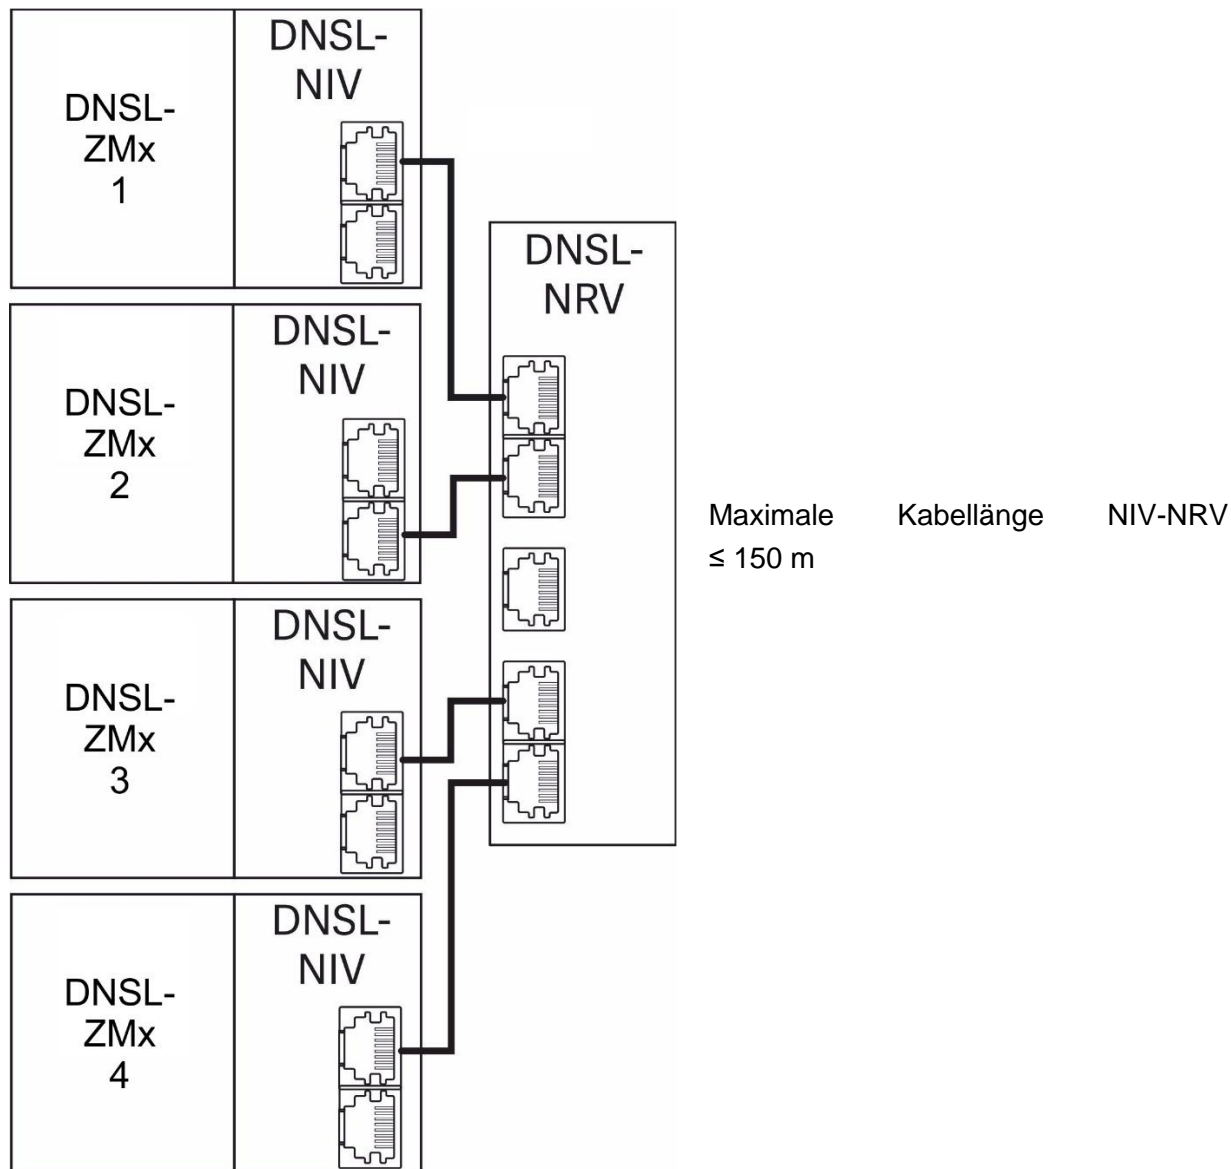 DNSL-
ZMx
1
DNSL-
NIV
DNSL-
ZMx
2
DNSL-
NIV
DNSL-
ZMx
3
DNSL-
NIV
DNSL-
ZMx
4
DNSL-
NIV
DNSL-
NRV
Maximale Kabellänge NIV-NRV
≤ 150 m